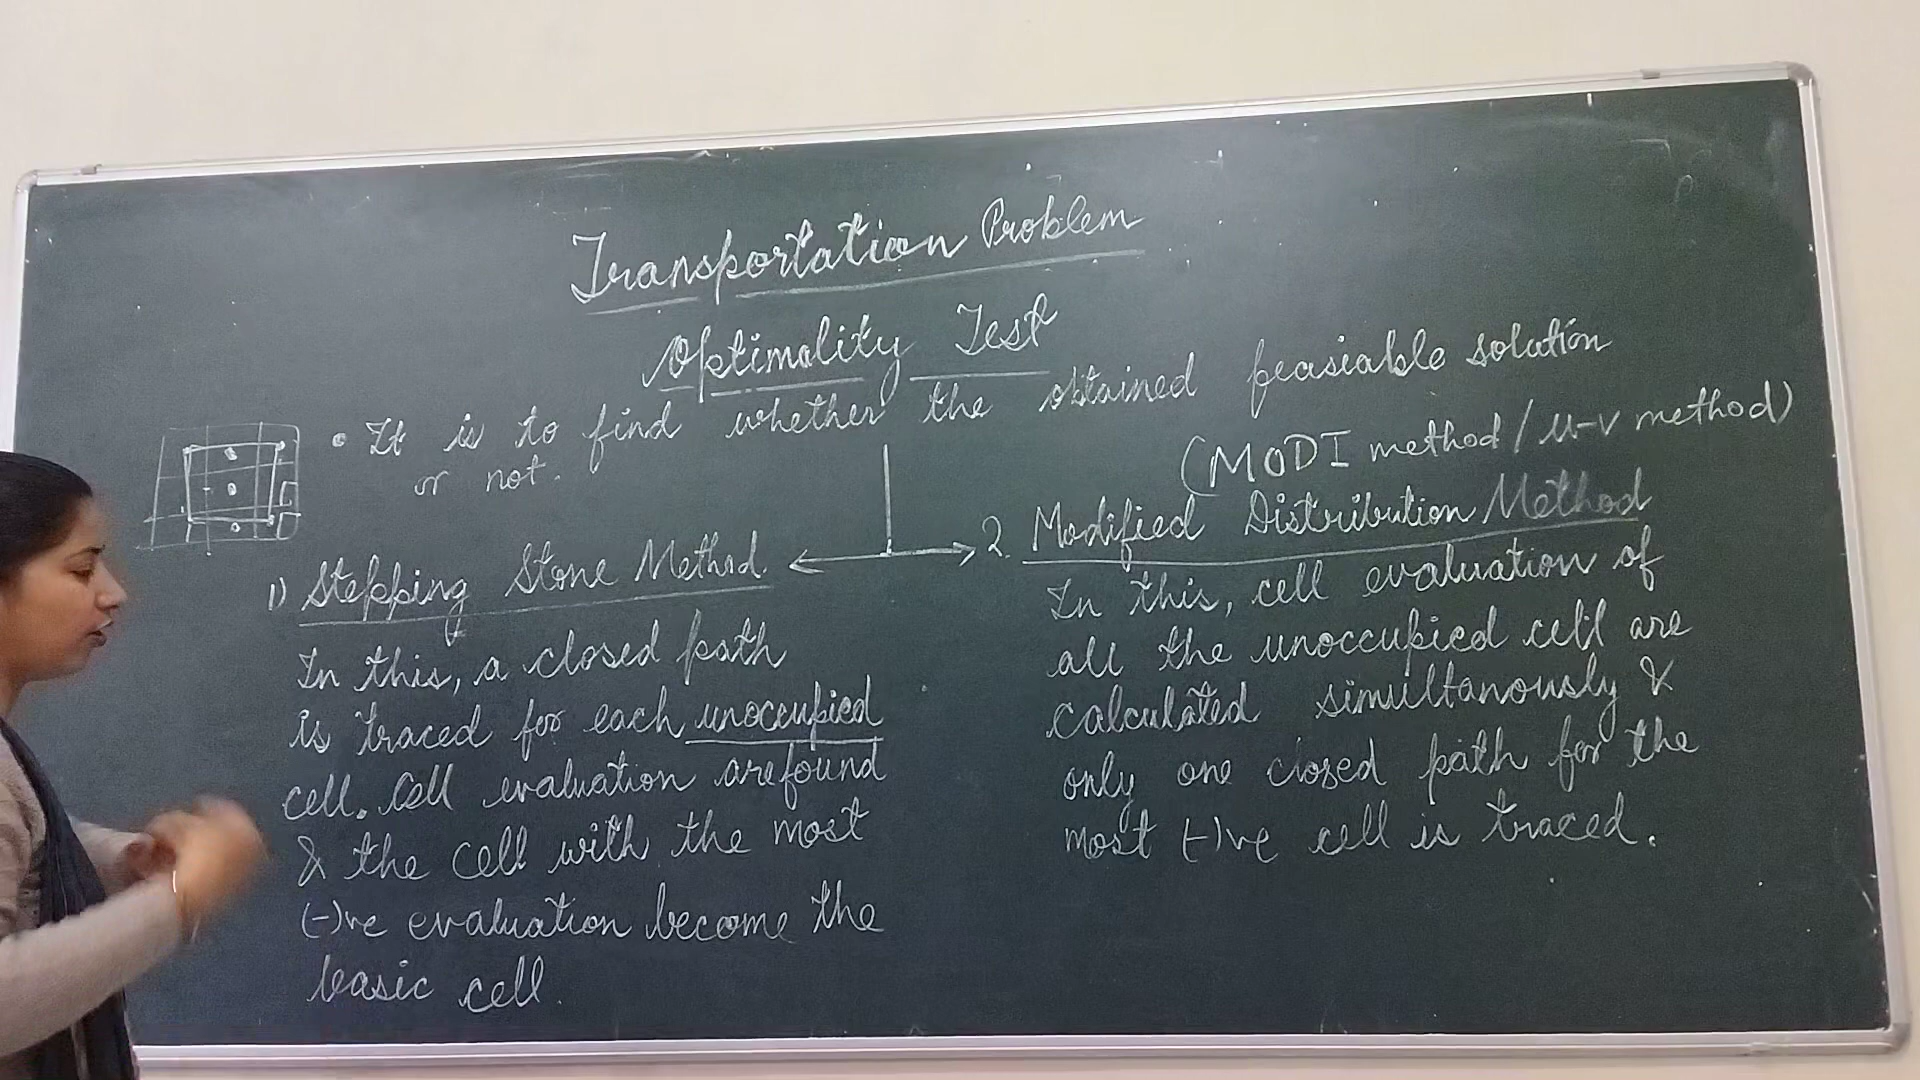 Transportation Problem
Optimality Test
• It is to find whether the obtained feasiable solution
or not.
(MODI method / u-v method)
1) Stepping Stone Method.
In this, a closed path
is traced for each unoccupied
cell. Cell evaluation are found
& the cell with the most
(-)ve evaluation become the
basic cell.
2. Modified Distribution Method
In this, cell evaluation of
all the unoccupied cell are
calculated simultanously &
only one closed path for the
most (-)ve cell is traced.